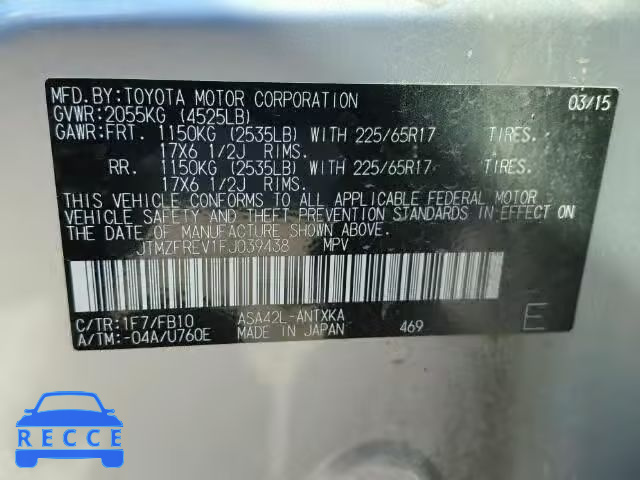 MFD.BY:TOYOTA MOTOR CORPORATION 03/15
GVWR:2055KG (4525LB)
GAWR:FRT. 1150KG (2535LB) WITH 225/65R17 TIRES.
17X6 1/2J RIMS.
RR. 1150KG (2535LB) WITH 225/65R17 TIRES.
17X6 1/2J RIMS.
THIS VEHICLE CONFORMS TO ALL APPLICABLE FEDERAL MOTOR
VEHICLE SAFETY AND THEFT PREVENTION STANDARDS IN EFFECT ON
THE DATE OF MANUFACTURE SHOWN ABOVE.
JTMZFREV1FJ039438 MPV
C/TR:1F7/FB10 ASA42L-ANTXKA
A/TM:-04A/U760E MADE IN JAPAN 469 E
RECCE